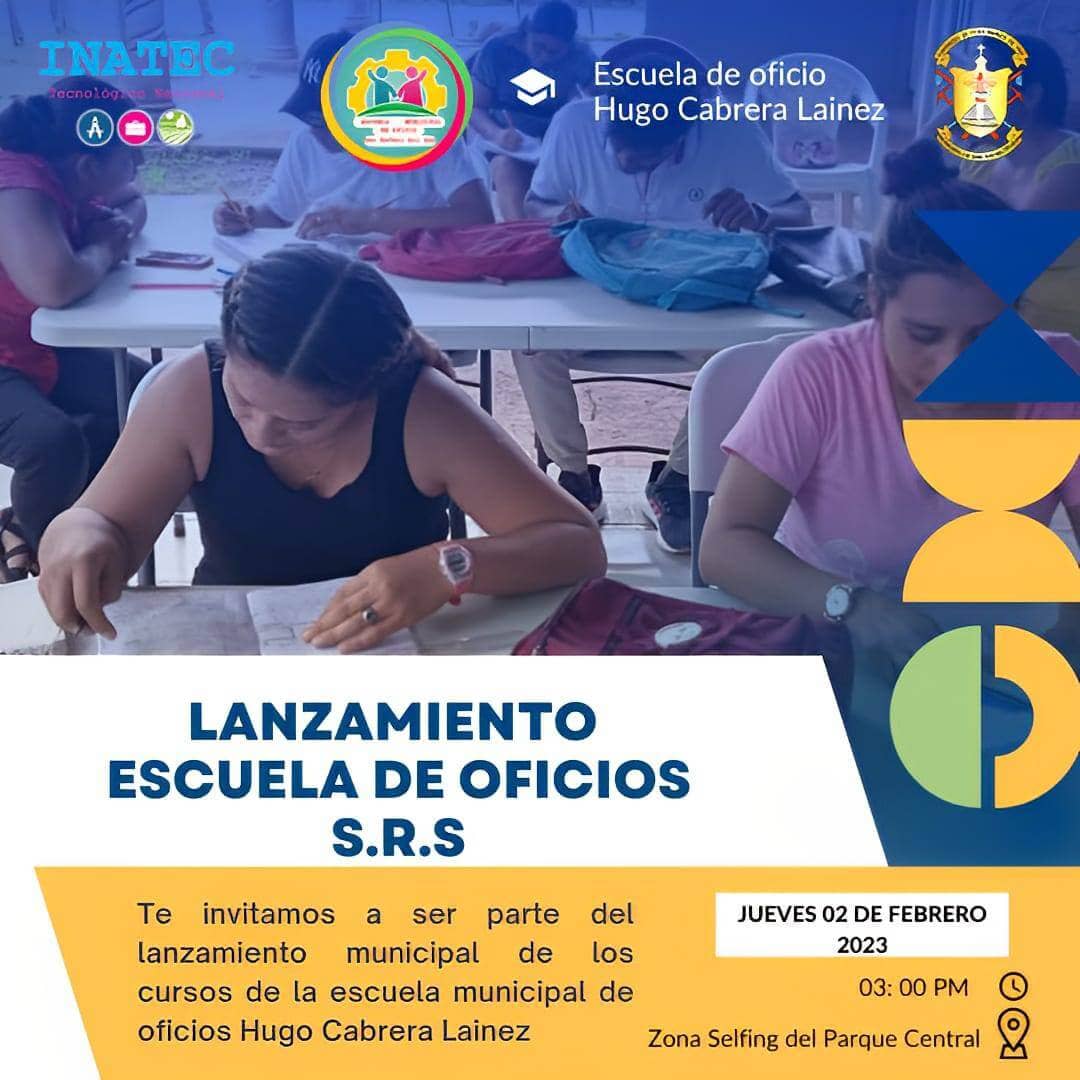 INATEC
Tecnológico Nacional
Escuela de oficio
Hugo Cabrera Lainez
LANZAMIENTO
ESCUELA DE OFICIOS
S.R.S
Te invitamos a ser parte del
lanzamiento municipal de los
cursos de la escuela municipal de
oficios Hugo Cabrera Lainez
JUEVES 02 DE FEBRERO
2023
03: 00 PM
Zona Selfing del Parque Central